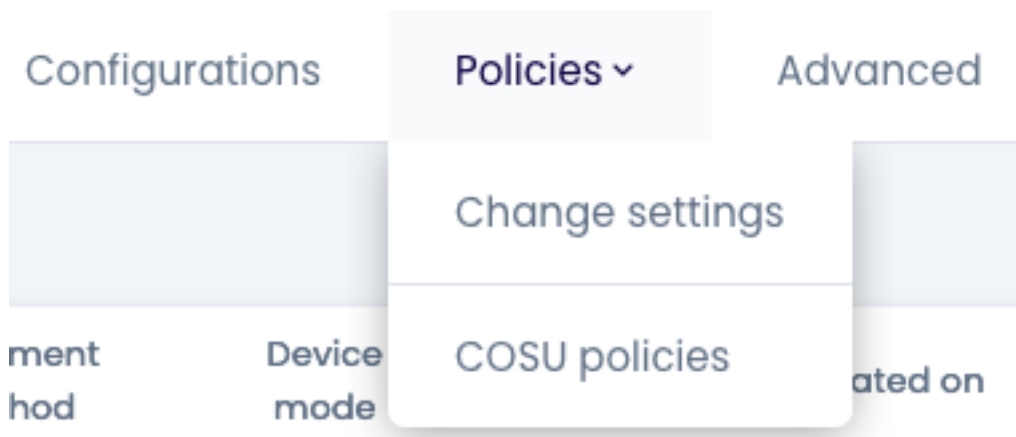 Configurations Policies Advanced
Change settings
COSU policies
ment Device ated on
hod mode